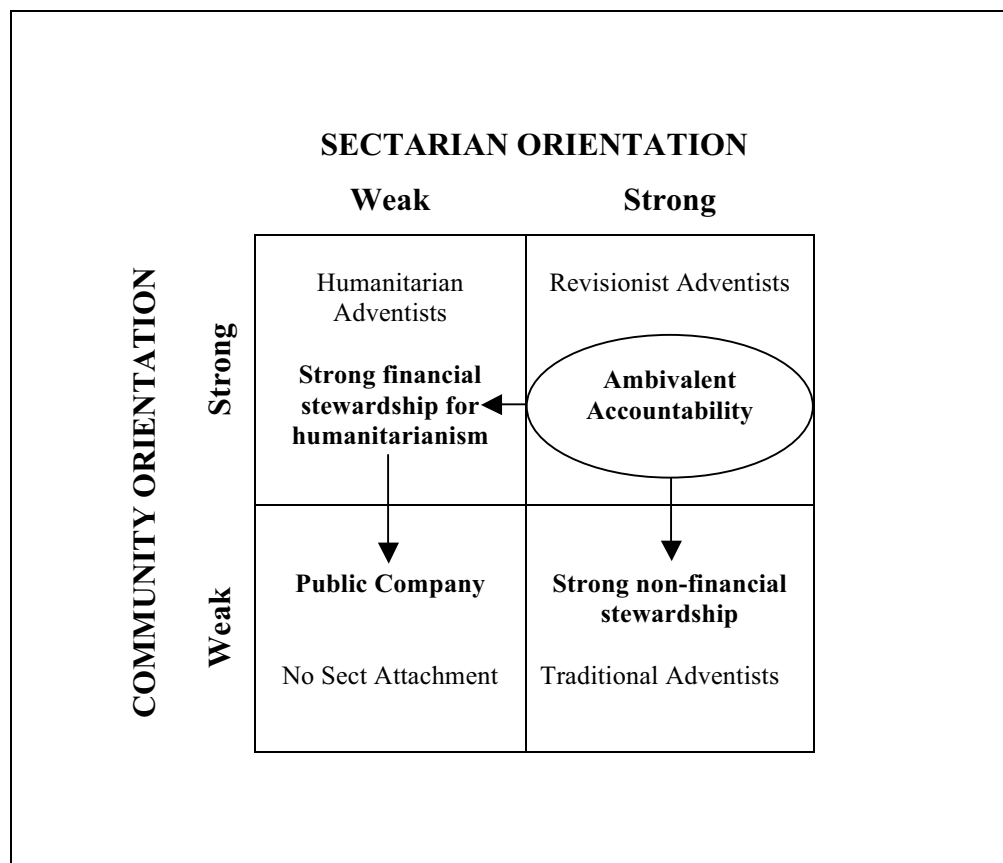 SECTARIAN ORIENTATION
Weak
Strong
COMMUNITY ORIENTATION
Strong
Humanitarian
Adventists
Strong financial
stewardship for
humanitarianism
Revisionist Adventists
Ambivalent
Accountability
Weak
Public Company
No Sect Attachment
Strong non-financial
stewardship
Traditional Adventists